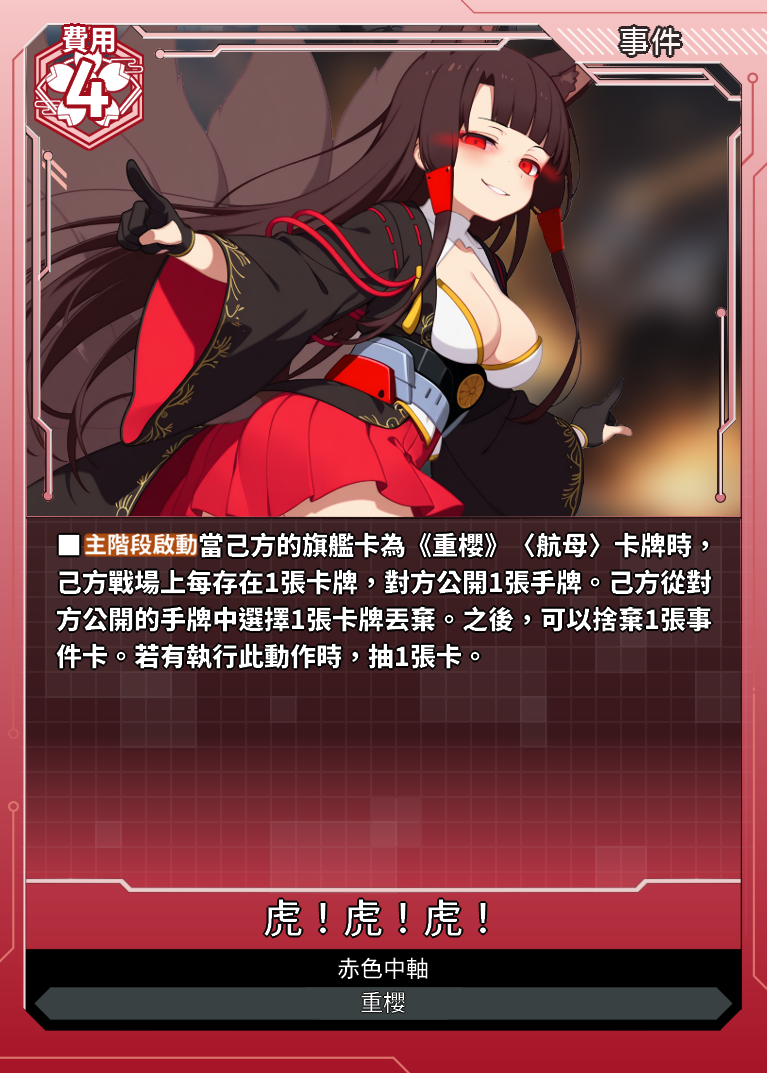 費用
4
事件
■主階段啟動當己方的旗艦卡為《重櫻》〈航母〉卡牌時，
己方戰場上每存在1張卡牌，對方公開1張手牌。己方從對
方公開的手牌中選擇1張卡牌丟棄。之後，可以捨棄1張事
件卡。若有執行此動作時，抽1張卡。
虎！虎！虎！
赤色中軸
重櫻